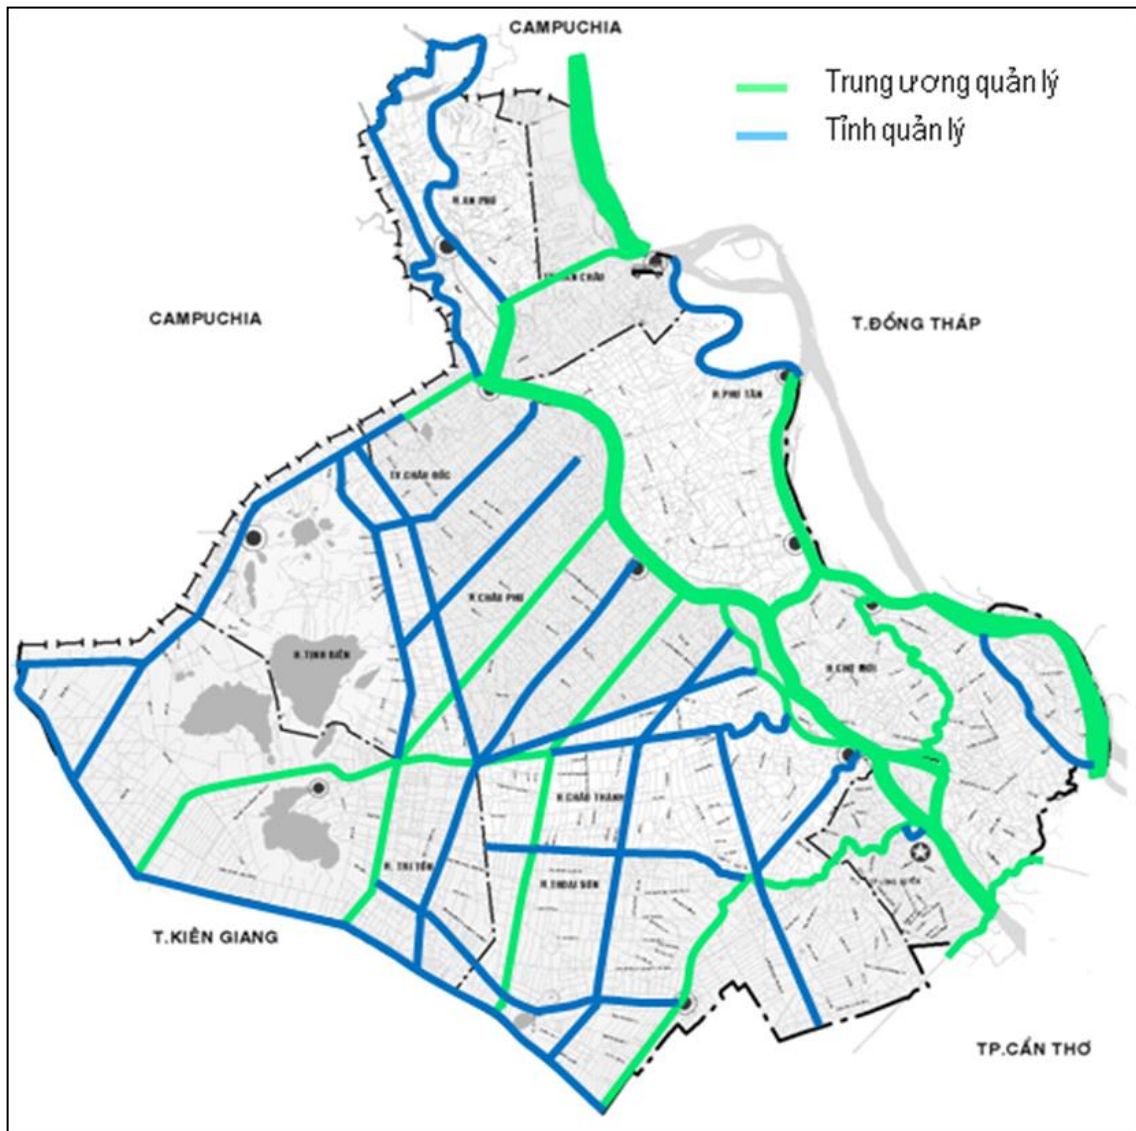 CAMPUCHIA
Trung ương quản lý
Tỉnh quản lý
H.AN PHÚ
CAMPUCHIA
T.ĐỒNG THÁP
H.PHÚ TÂN
TX.CHÂU ĐỐC
H.CHÂU PHÚ
H.TỊNH BIÊN
H.CHỢ MỚI
H.CHÂU THÀNH
H. TRI TÔN
H.THOẠI SƠN
T.KIÊN GIANG
TP.CẦN THƠ